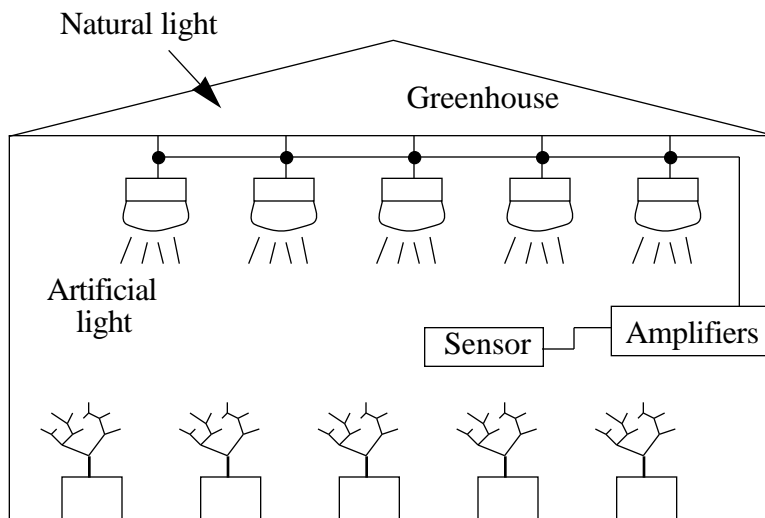 Natural light
Greenhouse
Artificial
light
Sensor
Amplifiers